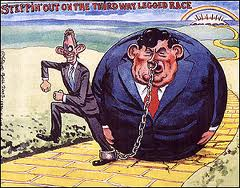 STEPPIN' OUT ON THE THIRD WAY LEGGED RACE